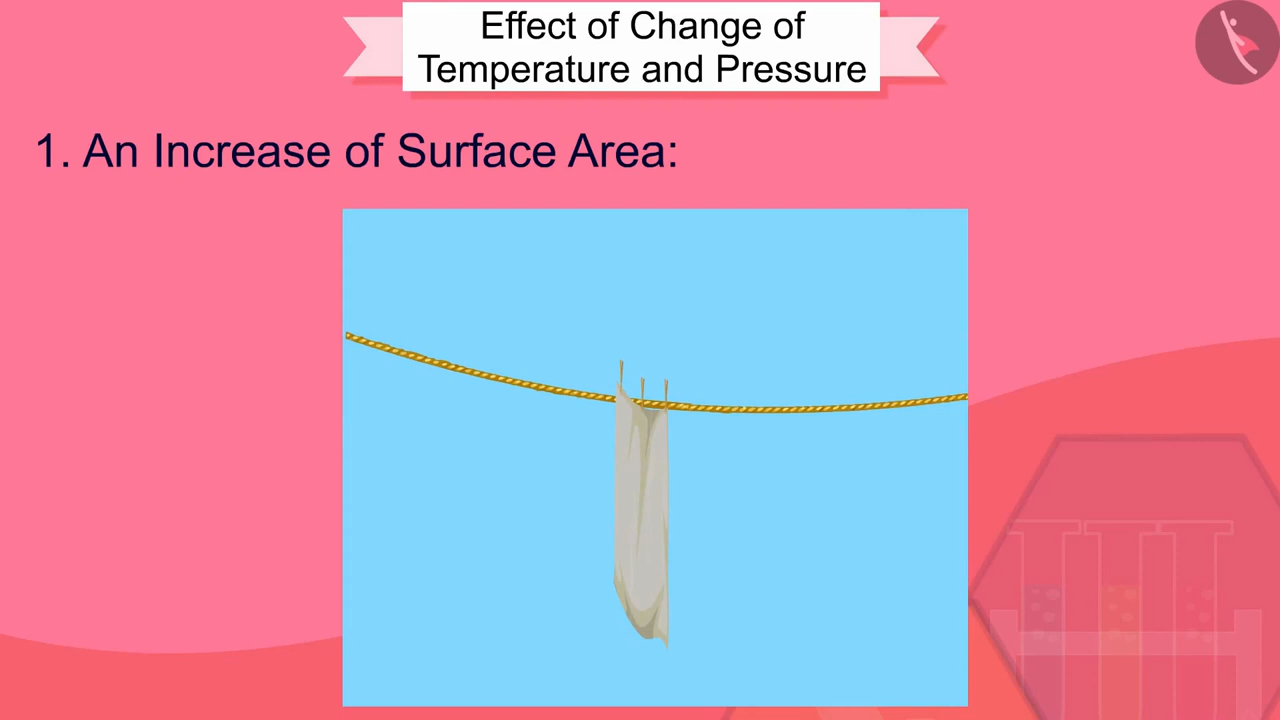 Effect of Change of
Temperature and Pressure
1. An Increase of Surface Area: